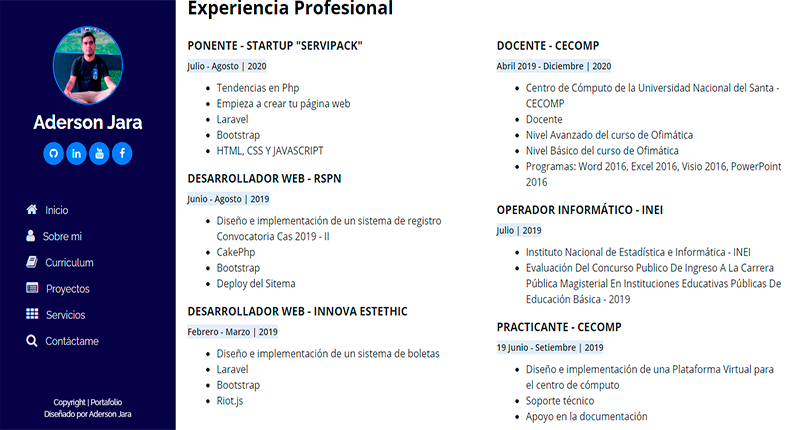 Aderson Jara
Inicio
Sobre mi
Curriculum
Proyectos
Servicios
Contáctame
Copyright | Portafolio
Diseñado por Aderson Jara
Experiencia Profesional
PONENTE - STARTUP "SERVIPACK"
Julio - Agosto | 2020
Tendencias en Php
Empieza a crear tu página web
Laravel
Bootstrap
HTML, CSS Y JAVASCRIPT
DESARROLLADOR WEB - RSPN
Junio - Agosto | 2019
Diseño e implementación de un sistema de registro
Convocatoria Cas 2019 - II
CakePhp
Bootstrap
Deploy del Sitema
DESARROLLADOR WEB - INNOVA ESTETHIC
Febrero - Marzo | 2019
Diseño e implementación de un sistema de boletas
Laravel
Bootstrap
Riot.js
DOCENTE - CECOMP
Abril 2019 - Diciembre | 2020
Centro de Cómputo de la Universidad Nacional del Santa -
CECOMP
Docente
Nivel Avanzado del curso de Ofimática
Nivel Básico del curso de Ofimática
Programas: Word 2016, Excel 2016, Visio 2016, PowerPoint
2016
OPERADOR INFORMÁTICO - INEI
Julio | 2019
Instituto Nacional de Estadística e Informática - INEI
Evaluación Del Concurso Publico De Ingreso A La Carrera
Pública Magisterial En Instituciones Educativas Públicas De
Educación Básica - 2019
PRACTICANTE - CECOMP
19 Junio - Setiembre | 2019
Diseño e implementación de una Plataforma Virtual para
el centro de cómputo
Soporte técnico
Apoyo en la documentación